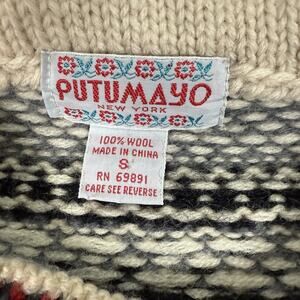 PUTUMAYO
NEW YORK
100% WOOL
MADE IN CHINA
S
RN 69891
CARE SEE REVERSE